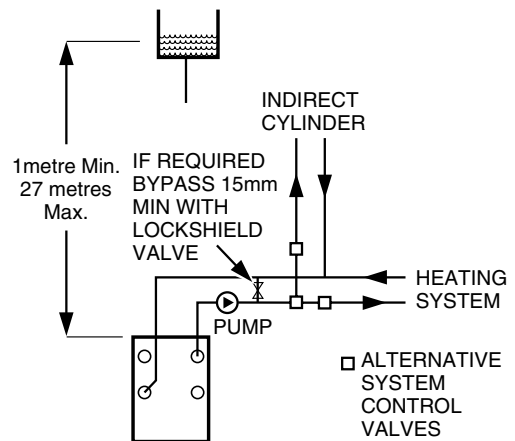 INDIRECT
CYLINDER
1metre Min.
27 metres
Max.
IF REQUIRED
BYPASS 15mm
MIN WITH
LOCKSHIELD
VALVE
HEATING
SYSTEM
PUMP
ALTERNATIVE
SYSTEM
CONTROL
VALVES